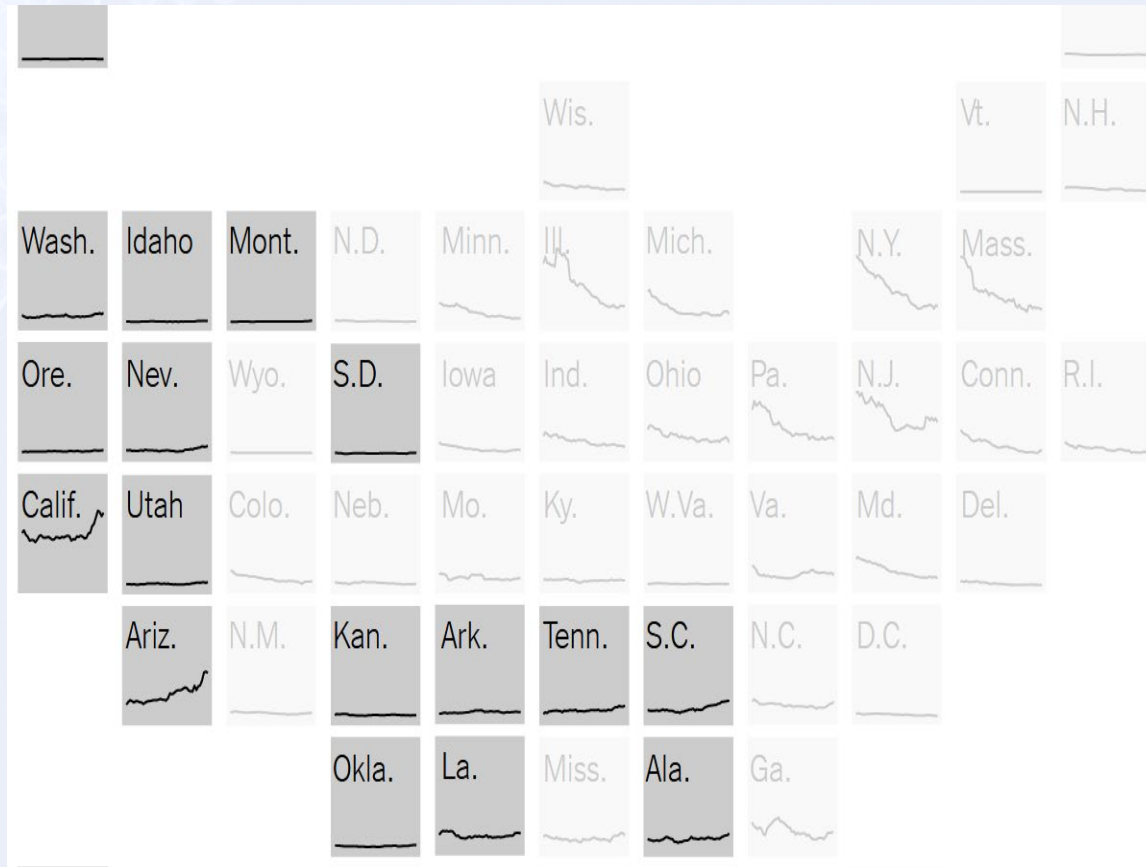 Wis. Vt. N.H.
Wash. Idaho Mont. N.D. Minn. Ill. Mich. N.Y. Mass.
Ore. Nev. Wyo. S.D. Iowa Ind. Ohio Pa. N.J. Conn. R.I.
Calif. Utah Colo. Neb. Mo. Ky. W.Va. Va. Md. Del.
Ariz. N.M. Kan. Ark. Tenn. S.C. N.C. D.C.
Okla. La. Miss. Ala. Ga.